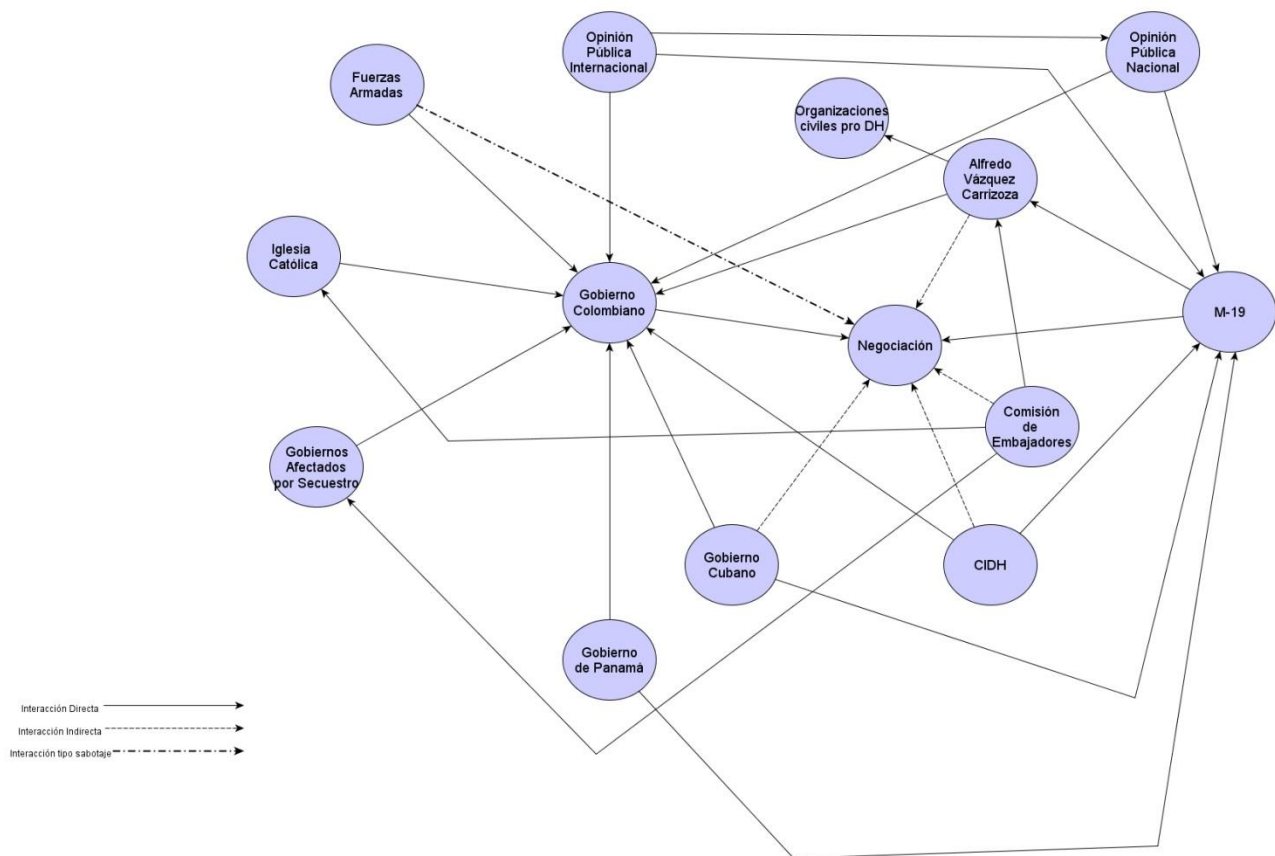 Opinión
Pública
Internacional
Opinión
Pública
Nacional
Fuerzas
Armadas
Organizaciones
civiles pro DH
Alfredo
Vázquez
Carrizoza
Iglesia
Católica
Gobierno
Colombiano
M-19
Negociación
Comisión
de
Embajadores
Gobiernos
Afectados
por Secuestro
Gobierno
Cubano
CIDH
Gobierno
de Panamá
Interacción Directa
Interacción Indirecta
Interacción tipo sabotaje